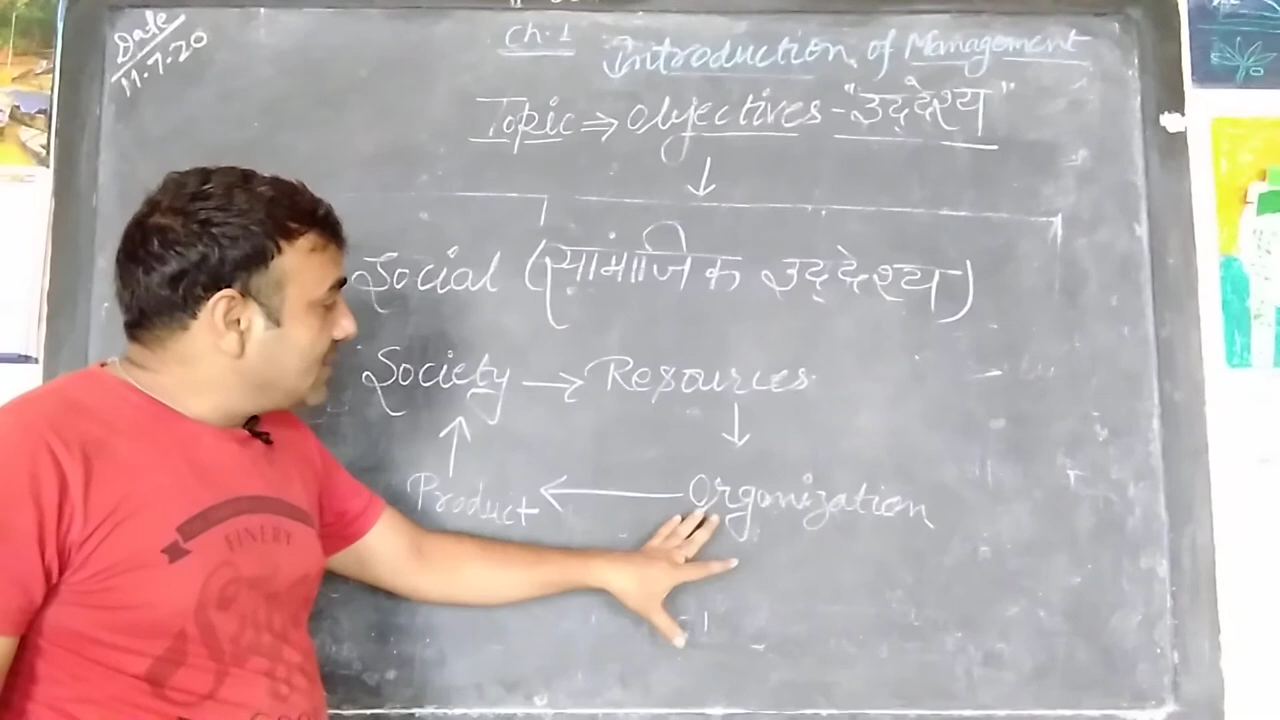 Date
11.7.20
Ch. 1 Introduction of Management
Topic ⇒ Objectives - "उद्देश्य"
↓
Social (सामाजिक उद्देश्य)
Society → Resources
↑ ↓
Product ← Organization
FINERY